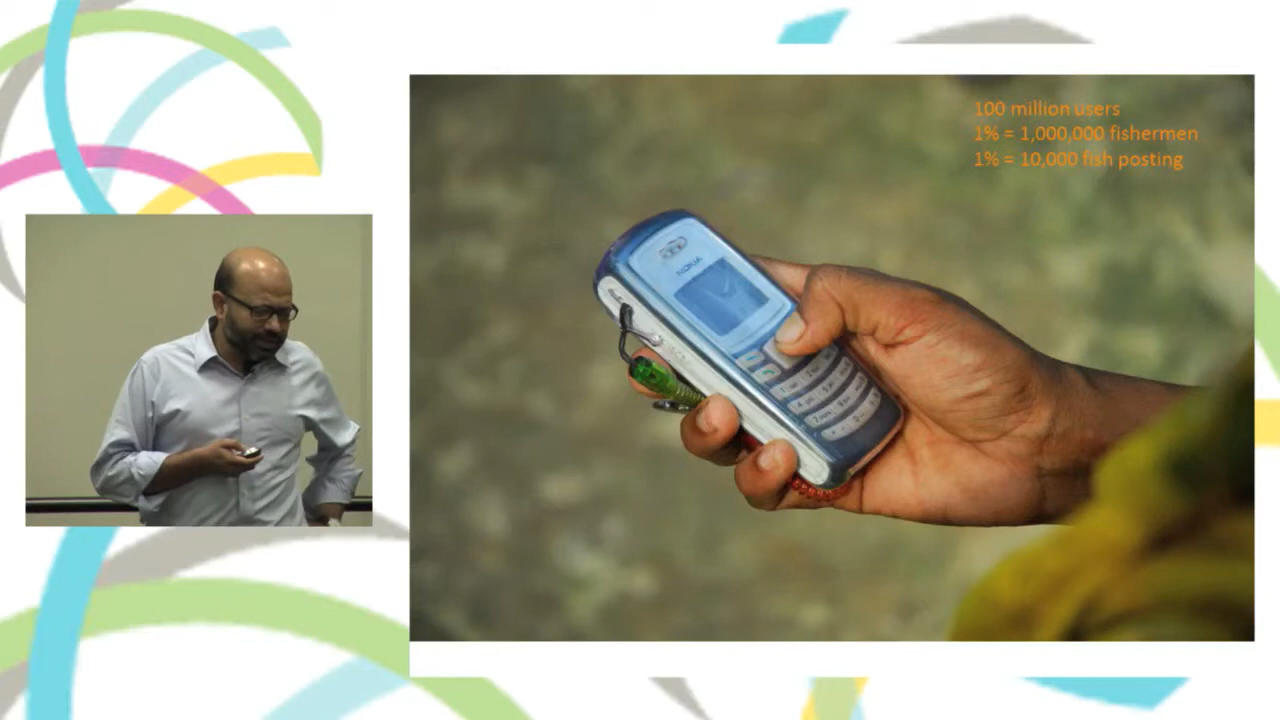 100 million users
1% = 1,000,000 fishermen
1% = 10,000 fish posting
NOKIA